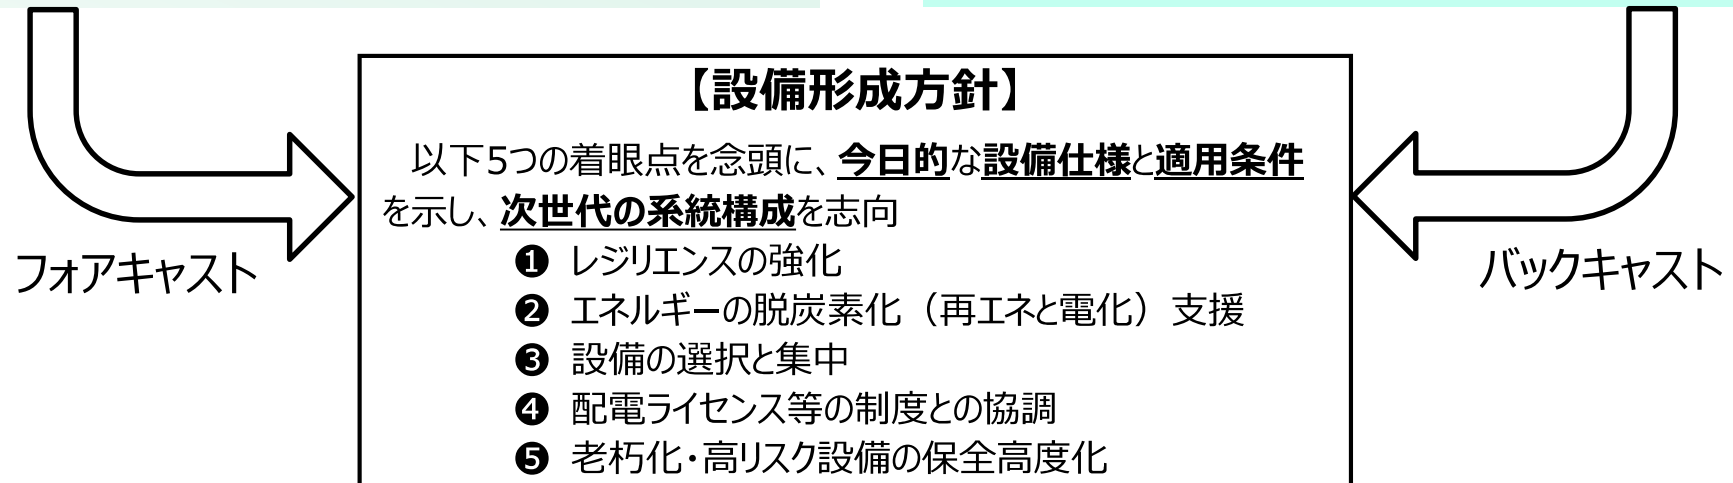 【設備形成方針】
以下5つの着眼点を念頭に、今日的な設備仕様と適用条件
を示し、次世代の系統構成を志向
❶ レジリエンスの強化
フォアキャスト
バックキャスト
❷ エネルギーの脱炭素化（再エネと電化）支援
❸ 設備の選択と集中
❹ 配電ライセンス等の制度との協調
❺ 老朽化・高リスク設備の保全高度化